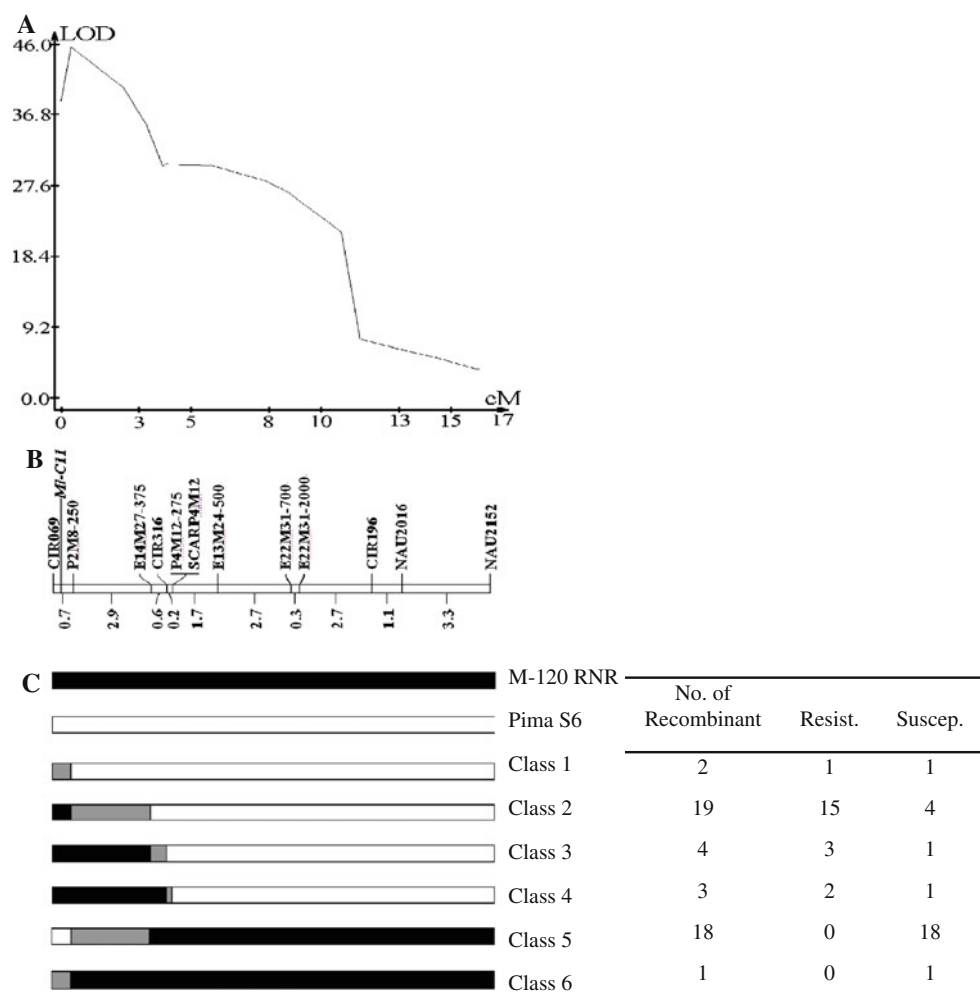 A
LOD
46.0
36.8
27.6
18.4
9.2
0.0
0 3 5 8 10 13 15 17
cM
B
CIR069
Mi-C11
P2M8-250
E14M27-375
CIR316
P4M12-275
SCARP4M12
E13M24-500
E22M31-700
E22M31-2000
CIR196
NAU2016
NAU2152
0.7 2.9 0.6 0.2 1.7 2.7 0.3 2.7 1.1 3.3
C
M-120 RNR
Pima S6
No. of
Recombinant Resist. Suscep.
Class 1 2 1 1
Class 2 19 15 4
Class 3 4 3 1
Class 4 3 2 1
Class 5 18 0 18
Class 6 1 0 1